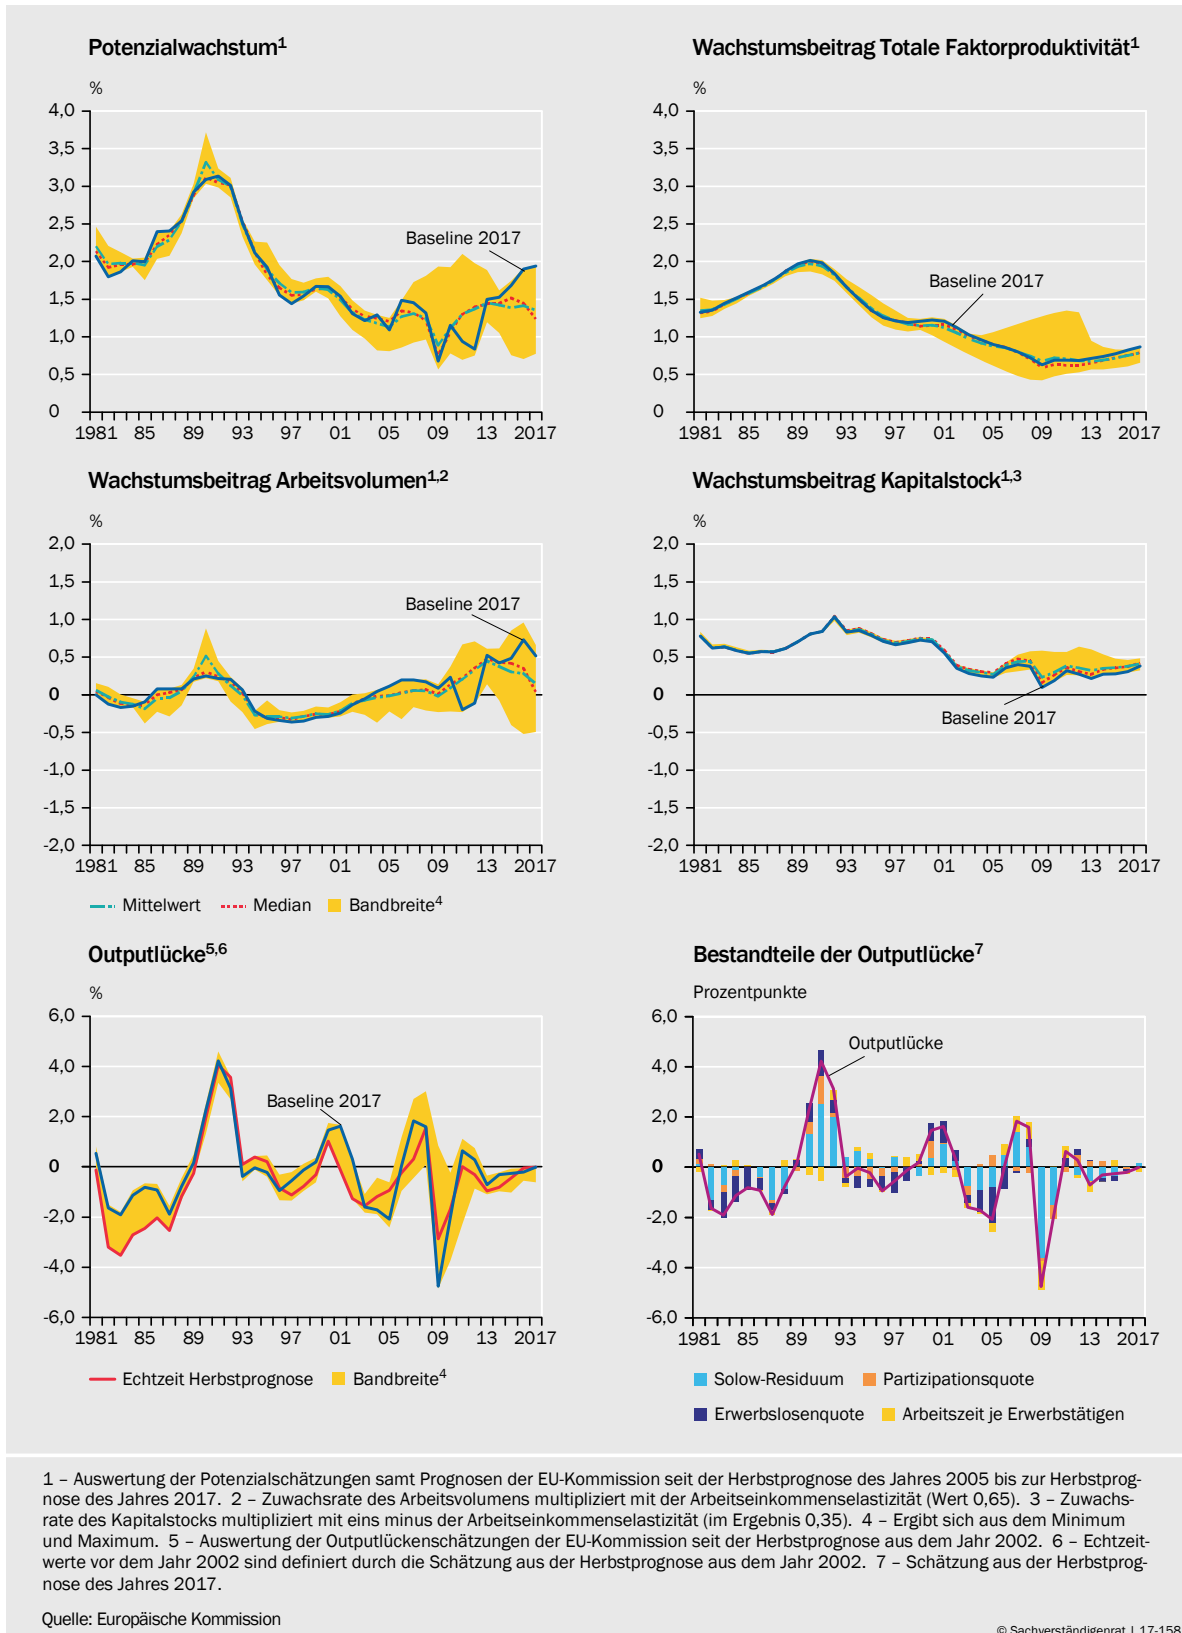 Potenzialwachstum1
%
4,0
3,5
3,0
2,5
2,0
1,5
1,0
0,5
0
Baseline 2017
1981 85 89 93 97 01 05 09 13 2017
Wachstumsbeitrag Totale Faktorproduktivität1
%
4,0
3,5
3,0
2,5
2,0
1,5
1,0
0,5
0
Baseline 2017
1981 85 89 93 97 01 05 09 13 2017
Wachstumsbeitrag Arbeitsvolumen1,2
%
2,0
1,5
1,0
0,5
0
-0,5
-1,0
-1,5
-2,0
Baseline 2017
1981 85 89 93 97 01 05 09 13 2017
Wachstumsbeitrag Kapitalstock1,3
%
2,0
1,5
1,0
0,5
0
-0,5
-1,0
-1,5
-2,0
Baseline 2017
1981 85 89 93 97 01 05 09 13 2017
Mittelwert Median Bandbreite4
Outputlücke5,6
%
6,0
4,0
2,0
0
-2,0
-4,0
-6,0
Baseline 2017
1981 85 89 93 97 01 05 09 13 2017
Echtzeit Herbstprognose Bandbreite4
Bestandteile der Outputlücke7
Prozentpunkte
6,0
4,0
2,0
0
-2,0
-4,0
-6,0
Outputlücke
1981 85 89 93 97 01 05 09 13 2017
Solow-Residuum Partizipationsquote
Erwerbslosenquote Arbeitszeit je Erwerbstätigen
1 – Auswertung der Potenzialschätzungen samt Prognosen der EU-Kommission seit der Herbstprognose des Jahres 2005 bis zur Herbstprog-
nose des Jahres 2017. 2 – Zuwachsrate des Arbeitsvolumens multipliziert mit der Arbeitseinkommenselastizität (Wert 0,65). 3 – Zuwachs-
rate des Kapitalstocks multipliziert mit eins minus der Arbeitseinkommenselastizität (im Ergebnis 0,35). 4 – Ergibt sich aus dem Minimum
und Maximum. 5 – Auswertung der Outputlückenschätzungen der EU-Kommission seit der Herbstprognose aus dem Jahr 2002. 6 – Echtzeit-
werte vor dem Jahr 2002 sind definiert durch die Schätzung aus der Herbstprognose aus dem Jahr 2002. 7 – Schätzung aus der Herbstprog-
nose des Jahres 2017.
Quelle: Europäische Kommission
© Sachverständigenrat | 17-158